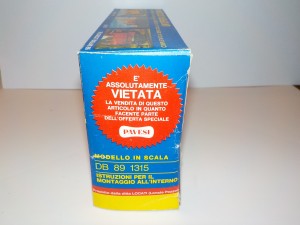 E'
ASSOLUTAMENTE
VIETATA
LA VENDITA DI QUESTO
ARTICOLO IN QUANTO
FACENTE PARTE
DELL'OFFERTA SPECIALE
PAVESI
MODELLO IN SCALA
DB 89 1315
ISTRUZIONI PER IL
MONTAGGIO ALL'INTERNO